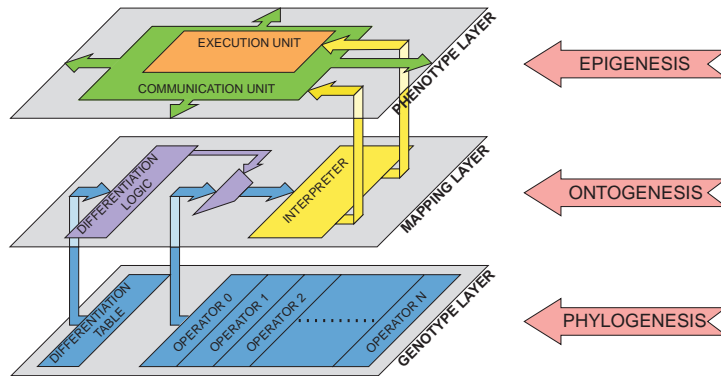 EXECUTION UNIT
COMMUNICATION UNIT
PHENOTYPE LAYER
EPIGENESIS
DIFFERENTIATION
LOGIC
INTERPRETER
MAPPING LAYER
ONTOGENESIS
DIFFERENTIATION
TABLE
OPERATOR 0
OPERATOR 1
OPERATOR 2
OPERATOR N
GENOTYPE LAYER
PHYLOGENESIS